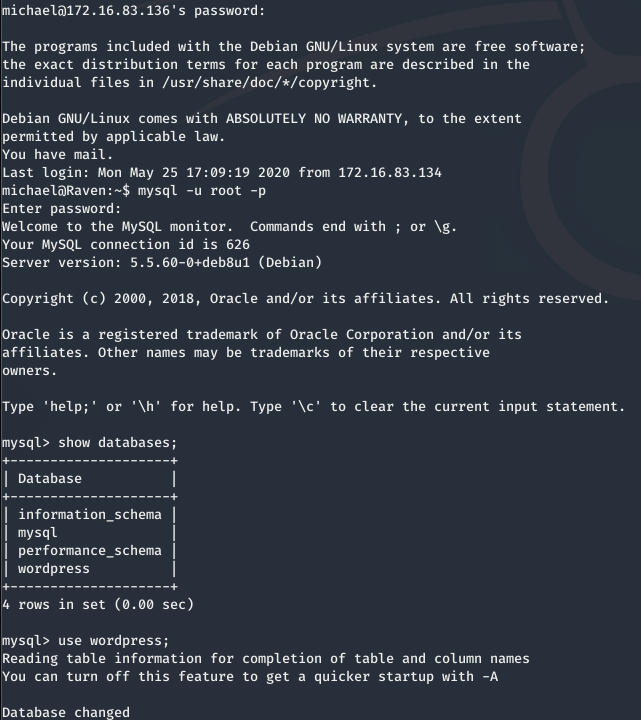 michael@172.16.83.136's password:
The programs included with the Debian GNU/Linux system are free software;
the exact distribution terms for each program are described in the
individual files in /usr/share/doc/*/copyright.
Debian GNU/Linux comes with ABSOLUTELY NO WARRANTY, to the extent
permitted by applicable law.
You have mail.
Last login: Mon May 25 17:09:19 2020 from 172.16.83.134
michael@Raven:~$ mysql -u root -p
Enter password:
Welcome to the MySQL monitor.  Commands end with ; or \g.
Your MySQL connection id is 626
Server version: 5.5.60-0+deb8u1 (Debian)
Copyright (c) 2000, 2018, Oracle and/or its affiliates. All rights reserved.
Oracle is a registered trademark of Oracle Corporation and/or its
affiliates. Other names may be trademarks of their respective
owners.
Type 'help;' or '\h' for help. Type '\c' to clear the current input statement.
mysql> show databases;
+--------------------+
| Database           |
+--------------------+
| information_schema |
| mysql              |
| performance_schema |
| wordpress          |
+--------------------+
4 rows in set (0.00 sec)
mysql> use wordpress;
Reading table information for completion of table and column names
You can turn off this feature to get a quicker startup with -A
Database changed